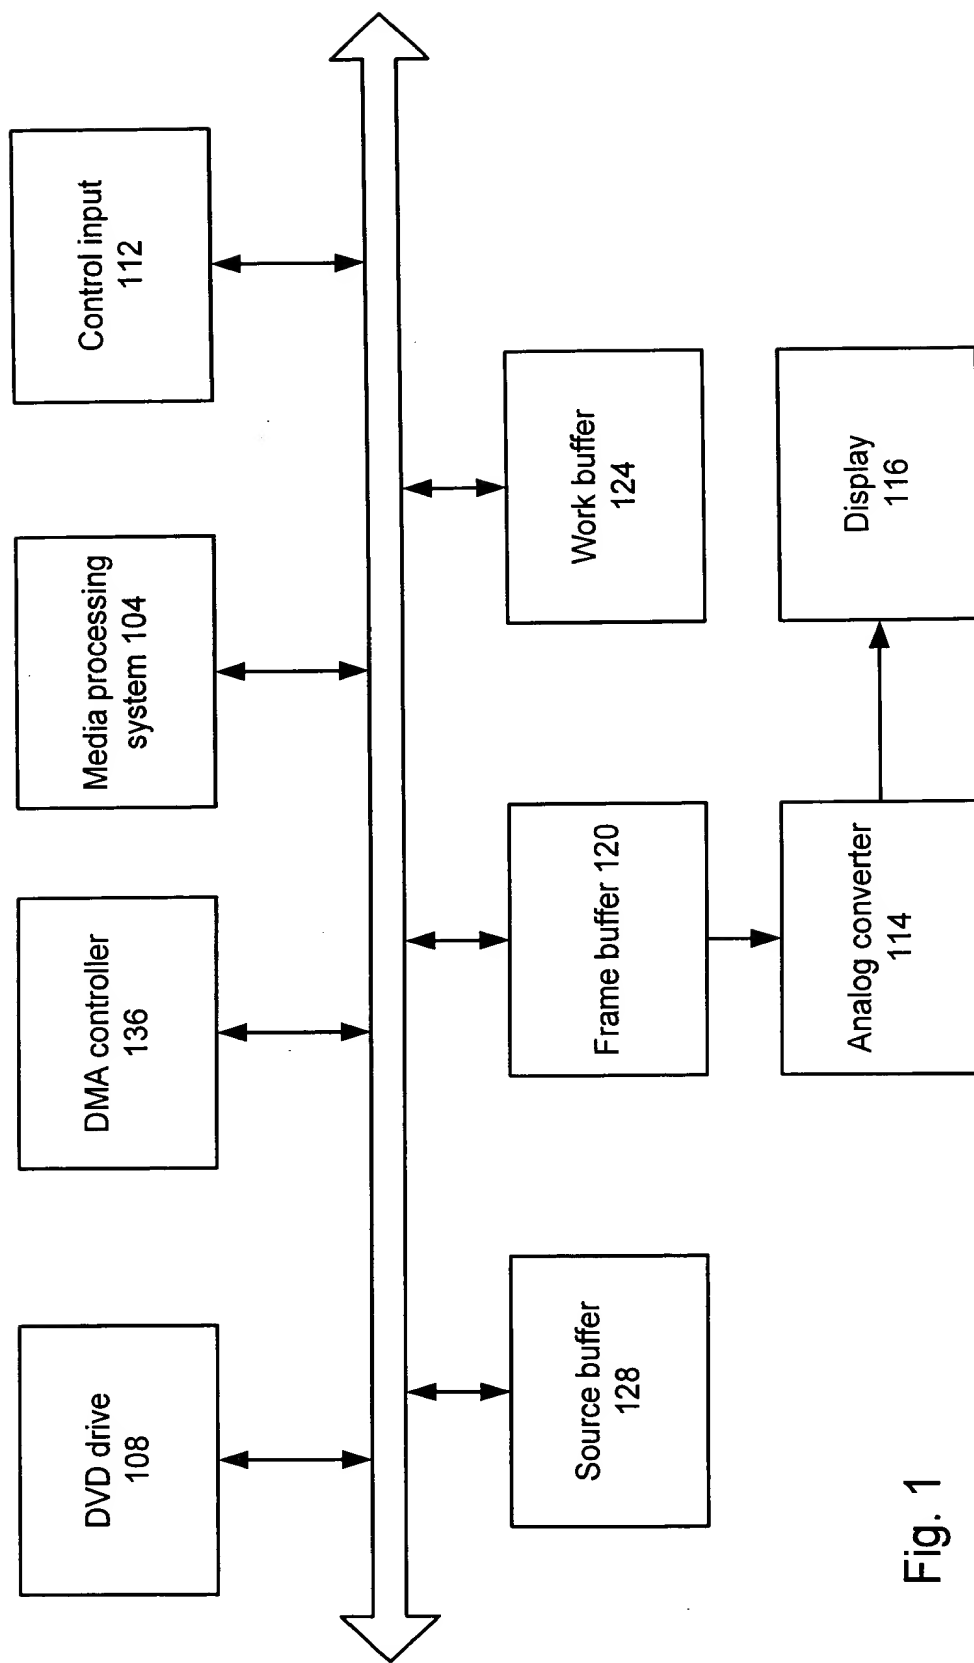 DVD drive
108
DMA controller
136
Media processing
system 104
Control input
112
Source buffer
128
Frame buffer 120
Work buffer
124
Analog converter
114
Display
116
Fig. 1